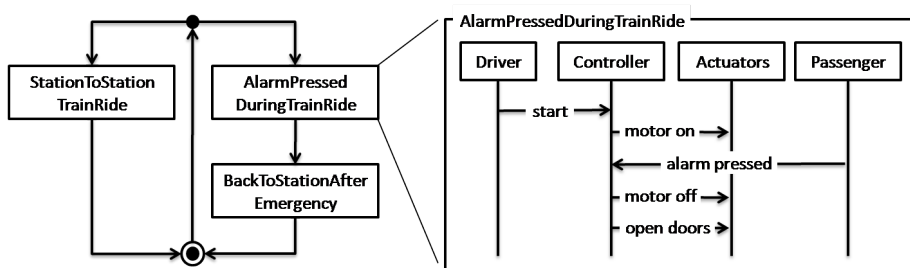 StationToStation
TrainRide
AlarmPressed
DuringTrainRide
BackToStationAfter
Emergency
AlarmPressedDuringTrainRide
Driver
Controller
Actuators
Passenger
start
motor on
alarm pressed
motor off
open doors